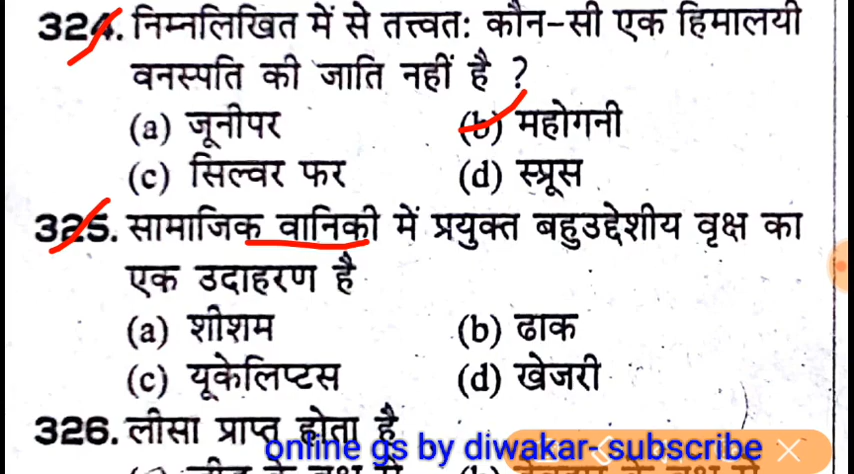 324. निम्नलिखित में से तत्त्वतः कौन-सी एक हिमालयी
वनस्पति की जाति नहीं है ?
(a) जूनीपर (b) महोगनी
(c) सिल्वर फर (d) स्प्रूस
325. सामाजिक वानिकी में प्रयुक्त बहुउद्देशीय वृक्ष का
एक उदाहरण है
(a) शीशम (b) ढाक
(c) यूकेलिप्टस (d) खेजरी
326. लीसा प्राप्त होता है
online gs by diwakar- subscribe